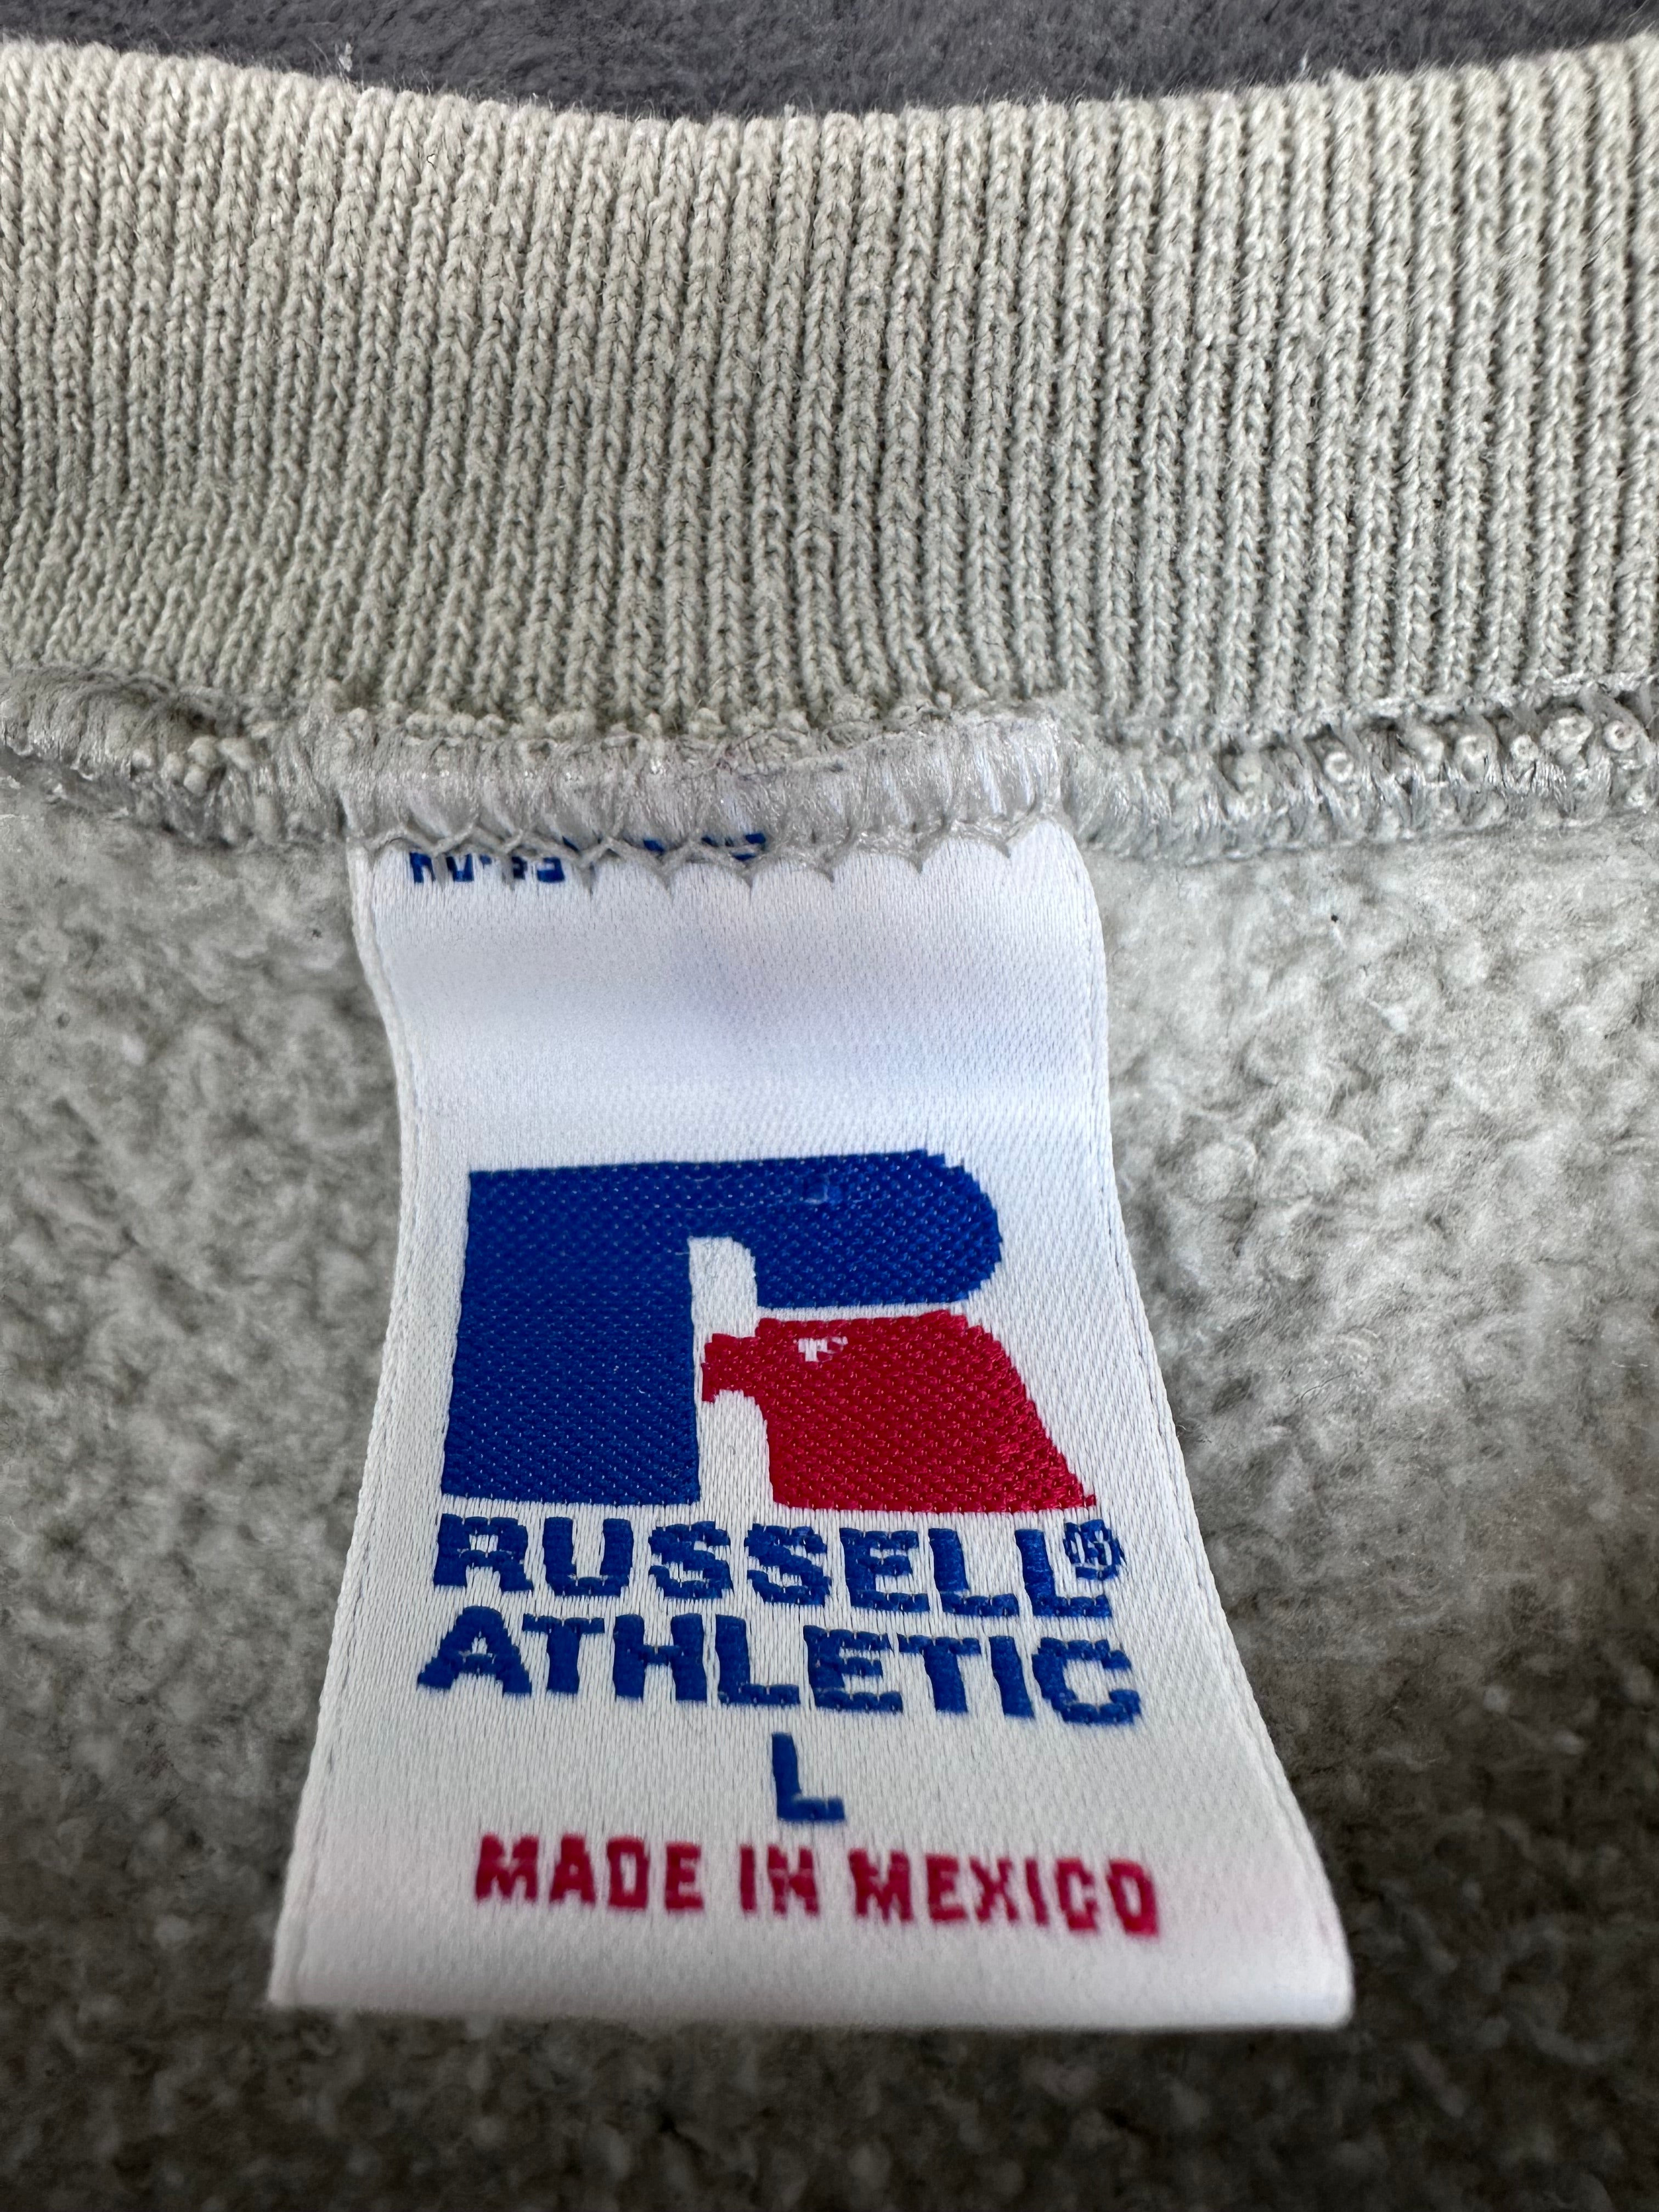 RUSSELL®
ATHLETIC
L
MADE IN MEXICO